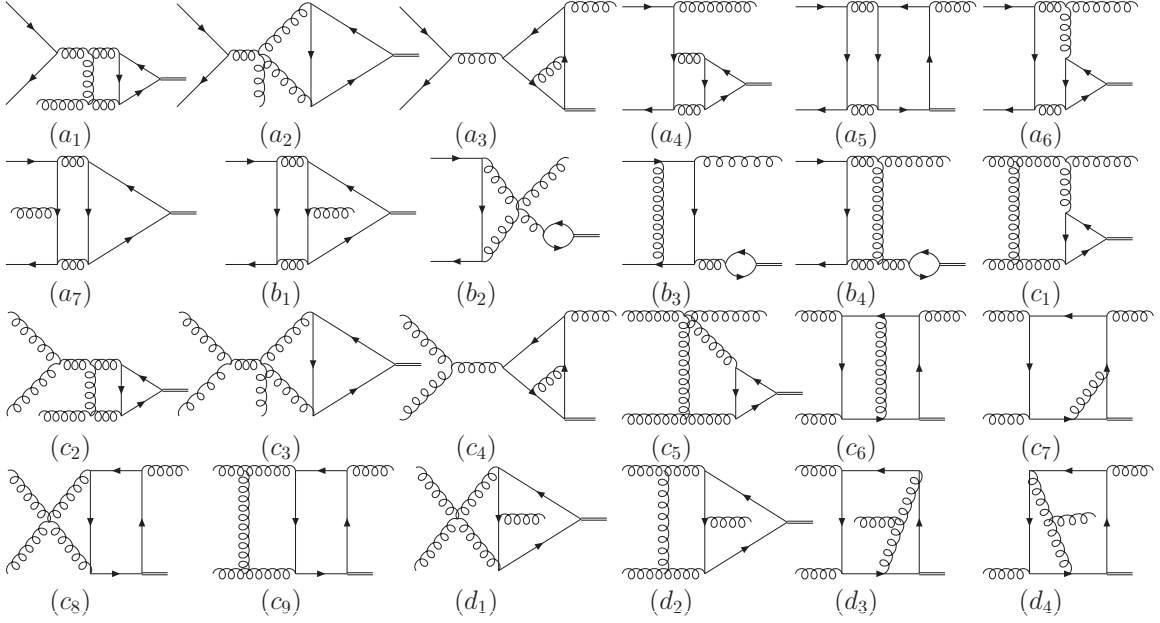 (a₁) (a₂) (a₃) (a₄) (a₅) (a₆)
(a₇) (b₁) (b₂) (b₃) (b₄) (c₁)
(c₂) (c₃) (c₄) (c₅) (c₆) (c₇)
(c₈) (c₉) (d₁) (d₂) (d₃) (d₄)